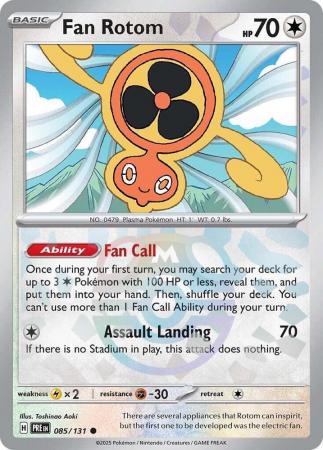 BASIC Fan Rotom HP 70
NO. 0479 Plasma Pokémon HT: 1' WT: 0.7 lbs.
Ability Fan Call
Once during your first turn, you may search your deck for
up to 3 Pokémon with 100 HP or less, reveal them, and
put them into your hand. Then, shuffle your deck. You
can't use more than 1 Fan Call Ability during your turn.
Assault Landing 70
If there is no Stadium in play, this attack does nothing.
weakness ×2 resistance -30 retreat
Illus. Toshinao Aoki
H PRE EN 085/131
There are several appliances that Rotom can inspirit,
but the first one to be developed was the electric fan.
©2025 Pokémon / Nintendo / Creatures / GAME FREAK